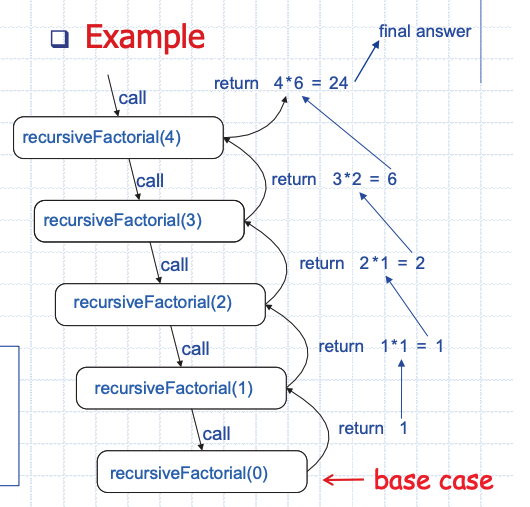 Example
final answer
return 4*6 = 24
call
recursiveFactorial(4)
call
return 3*2 = 6
recursiveFactorial(3)
call
return 2*1 = 2
recursiveFactorial(2)
call
return 1*1 = 1
recursiveFactorial(1)
call
return 1
recursiveFactorial(0)
base case